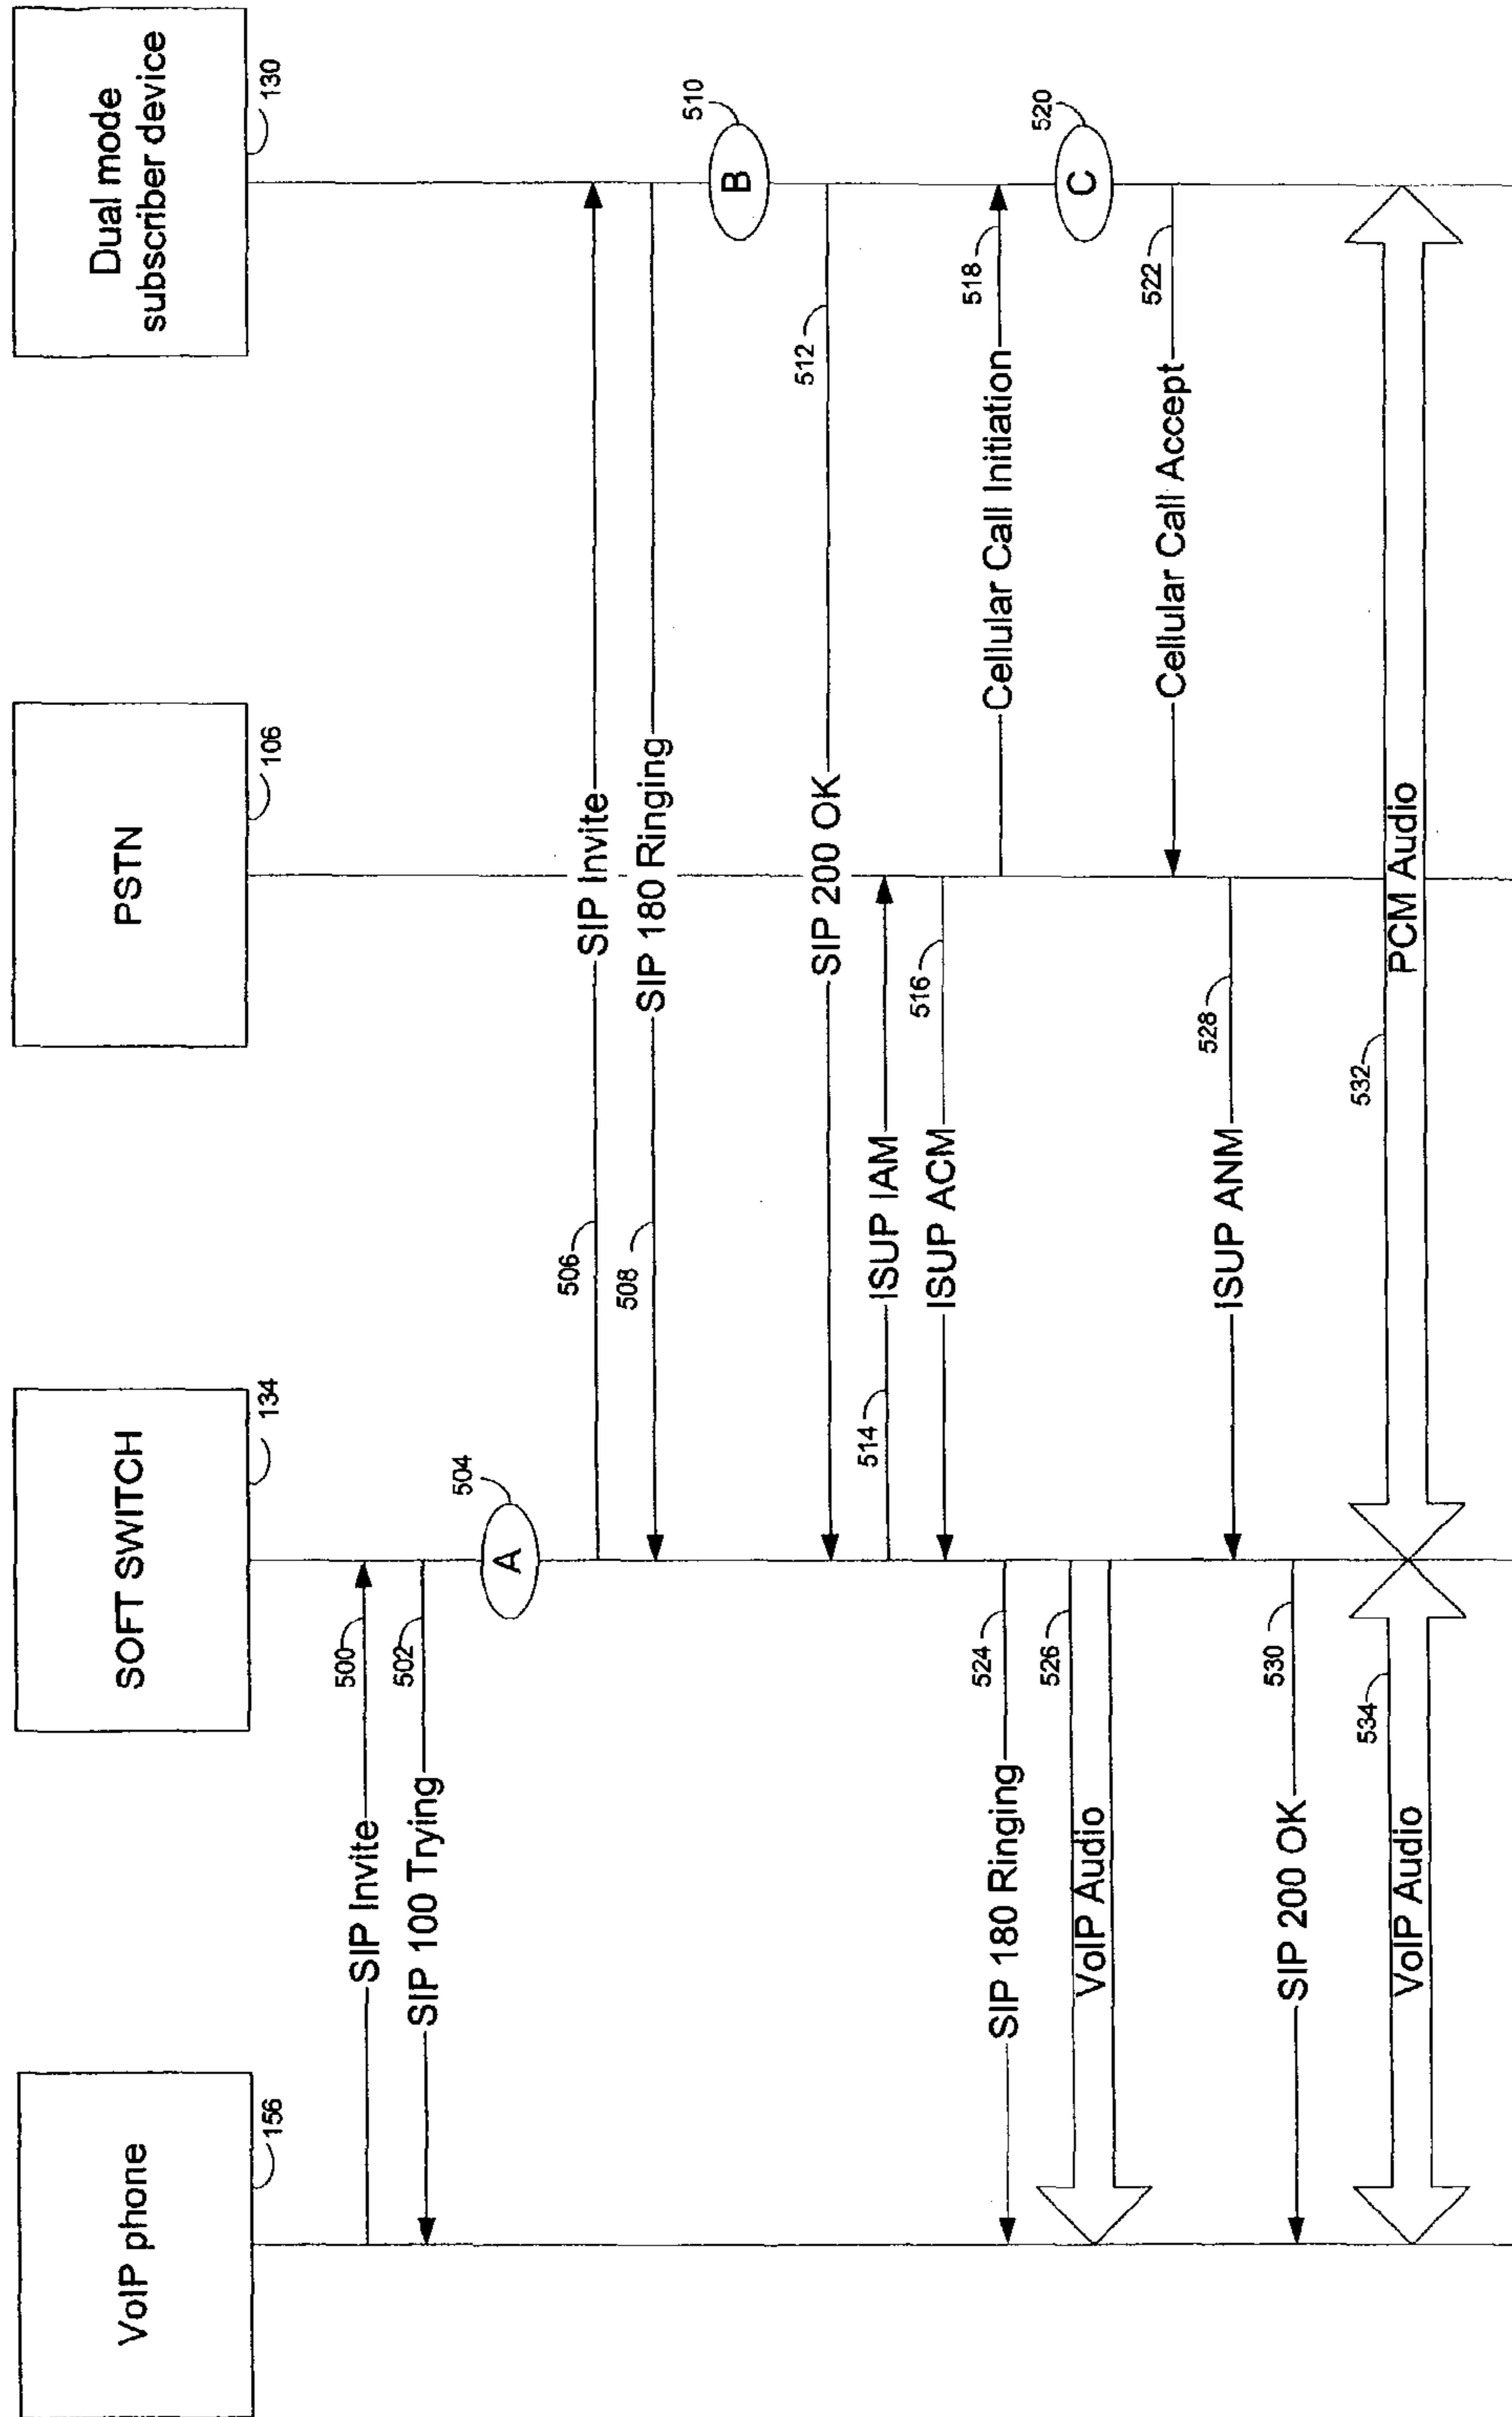 VoIP phone
156
SOFT SWITCH
134
PSTN
106
Dual mode
subscriber device
130
SIP Invite
500
SIP 100 Trying
502
A
504
506
SIP Invite
508
SIP 180 Ringing
B
510
SIP 200 OK
512
514
ISUP IAM
ISUP ACM
516
SIP 180 Ringing
524
Cellular Call Initiation
518
VoIP Audio
526
C
520
Cellular Call Accept
522
ISUP ANM
528
SIP 200 OK
530
VoIP Audio
534
532
PCM Audio